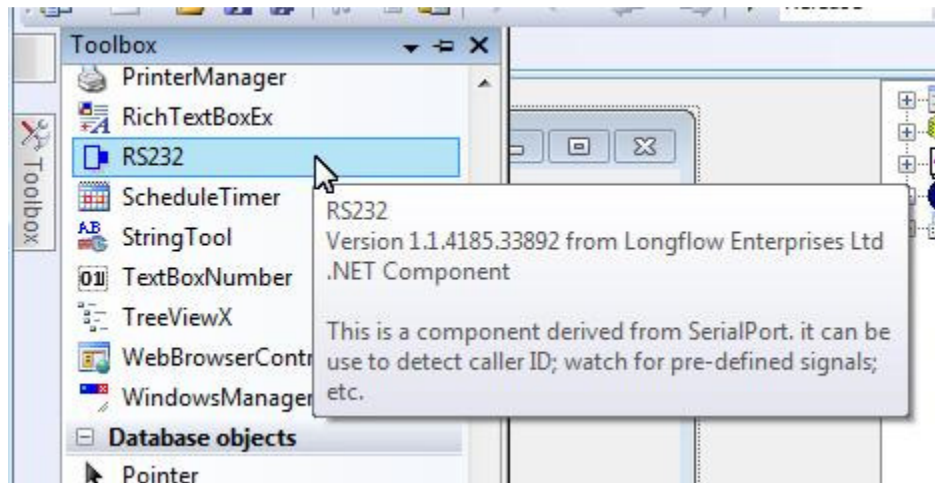 Toolbox
PrinterManager
RichTextBoxEx
RS232
ScheduleTimer
StringTool
TextBoxNumber
TreeViewX
WebBrowserContr
WindowsManager
Database objects
Pointer
Toolbox
RS232
Version 1.1.4185.33892 from Longflow Enterprises Ltd
.NET Component
This is a component derived from SerialPort. it can be
use to detect caller ID; watch for pre-defined signals;
etc.